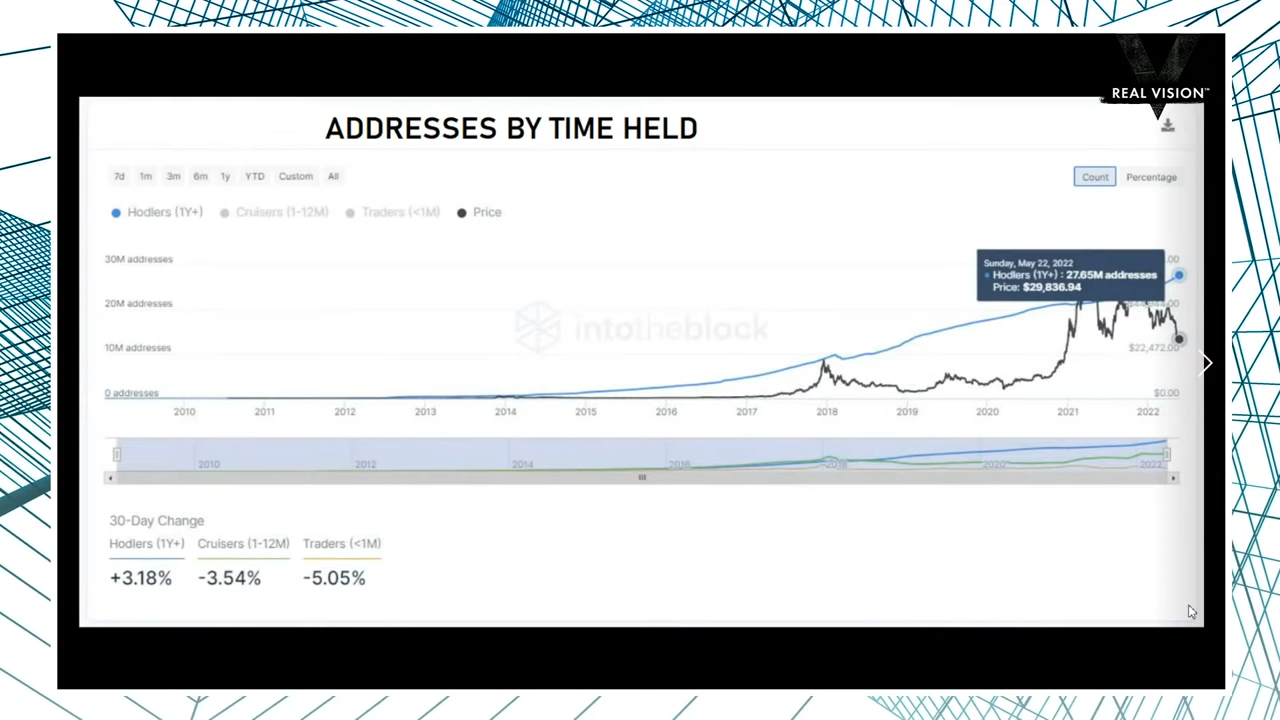 REAL VISION™
ADDRESSES BY TIME HELD
7d 1m 3m 6m 1y YTD Custom All
Count Percentage
Hodlers (1Y+) Cruisers (1-12M) Traders (<1M) Price
30M addresses
Sunday, May 22, 2022
Hodlers (1Y+) : 27.65M addresses
Price: $29,836.94
20M addresses
intotheblock
10M addresses
$22,472.00
0 addresses
$0.00
2010 2011 2012 2013 2014 2015 2016 2017 2018 2019 2020 2021 2022
2010 2012 2014 2016 2018 2020 2022
30-Day Change
Hodlers (1Y+) Cruisers (1-12M) Traders (<1M)
+3.18% -3.54% -5.05%